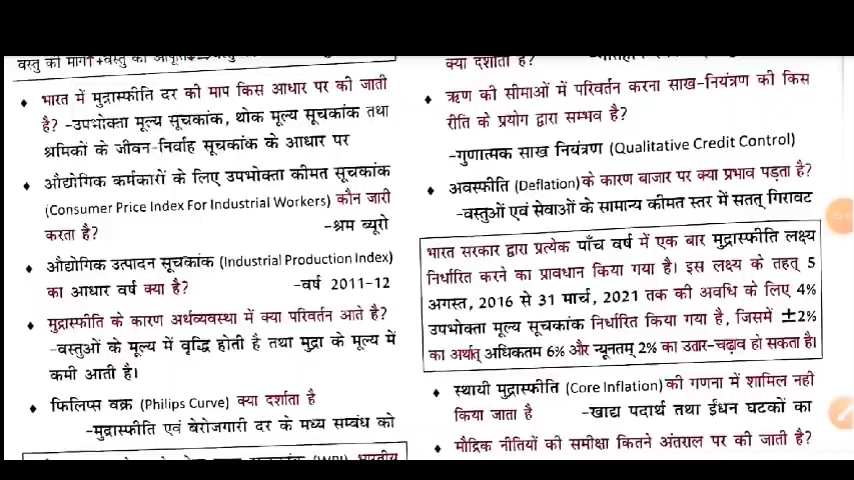 वस्तु की मांग↑+वस्तु की आपूर्ति
♦ भारत में मुद्रास्फीति दर की माप किस आधार पर की जाती
है? -उपभोक्ता मूल्य सूचकांक, थोक मूल्य सूचकांक तथा
श्रमिकों के जीवन-निर्वाह सूचकांक के आधार पर
♦ औद्योगिक कर्मकारों के लिए उपभोक्ता कीमत सूचकांक
(Consumer Price Index For Industrial Workers) कौन जारी
करता है? -श्रम ब्यूरो
♦ औद्योगिक उत्पादन सूचकांक (Industrial Production Index)
का आधार वर्ष क्या है? -वर्ष 2011-12
♦ मुद्रास्फीति के कारण अर्थव्यवस्था में क्या परिवर्तन आते है?
-वस्तुओं के मूल्य में वृद्धि होती है तथा मुद्रा के मूल्य में
कमी आती है।
♦ फिलिप्स वक्र (Philips Curve) क्या दर्शाता है
-मुद्रास्फीति एवं बेरोजगारी दर के मध्य सम्बंध को
(WPI) भारतीय
क्या दर्शाता है?
♦ ऋण की सीमाओं में परिवर्तन करना साख-नियंत्रण की किस
रीति के प्रयोग द्वारा सम्भव है?
-गुणात्मक साख नियंत्रण (Qualitative Credit Control)
♦ अवस्फीति (Deflation) के कारण बाजार पर क्या प्रभाव पड़ता है?
-वस्तुओं एवं सेवाओं के सामान्य कीमत स्तर में सतत् गिरावट
भारत सरकार द्वारा प्रत्येक पाँच वर्ष में एक बार मुद्रास्फीति लक्ष्य
निर्धारित करने का प्रावधान किया गया है। इस लक्ष्य के तहत् 5
अगस्त, 2016 से 31 मार्च, 2021 तक की अवधि के लिए 4%
उपभोक्ता मूल्य सूचकांक निर्धारित किया गया है, जिसमें ±2%
का अर्थात् अधिकतम 6% और न्यूनतम् 2% का उतार-चढ़ाव हो सकता है।
♦ स्थायी मुद्रास्फीति (Core Inflation) की गणना में शामिल नही
किया जाता है -खाद्य पदार्थ तथा ईंधन घटकों का
♦ मौद्रिक नीतियों की समीक्षा कितने अंतराल पर की जाती है?